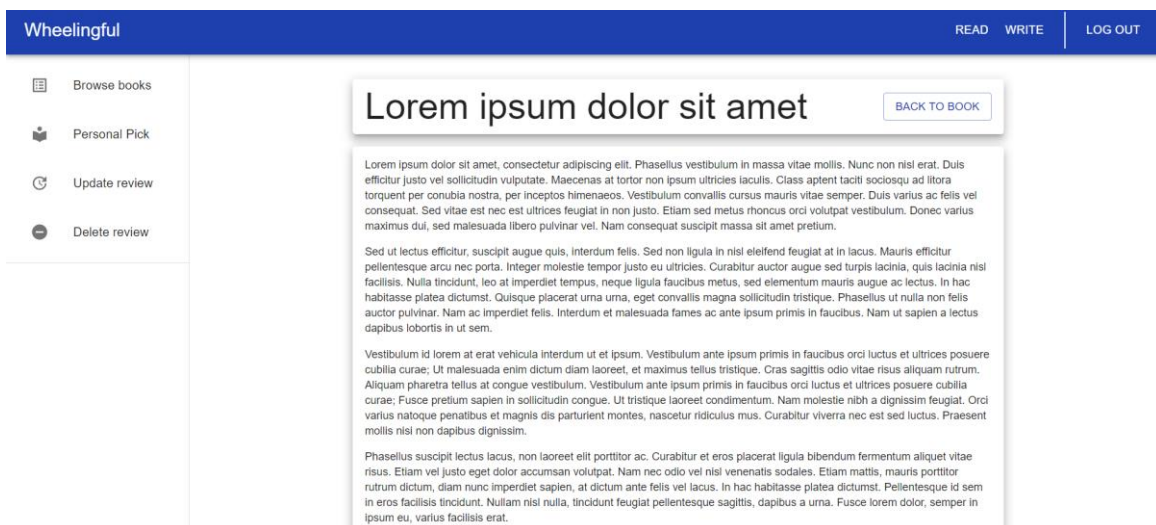 Wheelingful
READ WRITE LOG OUT
Browse books
Personal Pick
Update review
Delete review
Lorem ipsum dolor sit amet
BACK TO BOOK
Lorem ipsum dolor sit amet, consectetur adipiscing elit. Phasellus vestibulum in massa vitae mollis. Nunc non nisl erat. Duis
efficitur justo vel sollicitudin vulputate. Maecenas at tortor non ipsum ultricies iaculis. Class aptent taciti sociosqu ad litora
torquent per conubia nostra, per inceptos himenaeos. Vestibulum convallis cursus mauris vitae semper. Duis varius ac felis vel
consequat. Sed vitae est nec est ultrices feugiat in non justo. Etiam sed metus rhoncus orci volutpat vestibulum. Donec varius
maximus dui, sed malesuada libero pulvinar vel. Nam consequat suscipit massa sit amet pretium.
Sed ut lectus efficitur, suscipit augue quis, interdum felis. Sed non ligula in nisl eleifend feugiat at in lacus. Mauris efficitur
pellentesque arcu nec porta. Integer molestie tempor justo eu ultricies. Curabitur auctor augue sed turpis lacinia, quis lacinia nisl
facilisis. Nulla tincidunt, leo at imperdiet tempus, neque ligula faucibus metus, sed elementum mauris augue ac lectus. In hac
habitasse platea dictumst. Quisque placerat urna urna, eget convallis magna sollicitudin tristique. Phasellus ut nulla non felis
auctor pulvinar. Nam ac imperdiet felis. Interdum et malesuada fames ac ante ipsum primis in faucibus. Nam ut sapien a lectus
dapibus lobortis in ut sem.
Vestibulum id lorem at erat vehicula interdum ut et ipsum. Vestibulum ante ipsum primis in faucibus orci luctus et ultrices posuere
cubilia curae; Ut malesuada enim dictum diam laoreet, et maximus tellus tristique. Cras sagittis odio vitae risus aliquam rutrum.
Aliquam pharetra tellus at congue vestibulum. Vestibulum ante ipsum primis in faucibus orci luctus et ultrices posuere cubilia
curae; Fusce pretium sapien in sollicitudin congue. Ut tristique laoreet condimentum. Nam molestie nibh a dignissim feugiat. Orci
varius natoque penatibus et magnis dis parturient montes, nascetur ridiculus mus. Curabitur viverra nec est sed luctus. Praesent
mollis nisi non dapibus dignissim.
Phasellus suscipit lectus lacus, non laoreet elit porttitor ac. Curabitur et eros placerat ligula bibendum fermentum aliquet vitae
risus. Etiam vel justo eget dolor accumsan volutpat. Nam nec odio vel nisl venenatis sodales. Etiam mattis, mauris porttitor
rutrum dictum, diam nunc imperdiet sapien, at dictum ante felis vel lacus. In hac habitasse platea dictumst. Pellentesque id sem
in eros facilisis tincidunt. Nullam nisl nulla, tincidunt feugiat pellentesque sagittis, dapibus a urna. Fusce lorem dolor, semper in
ipsum eu, varius facilisis erat.